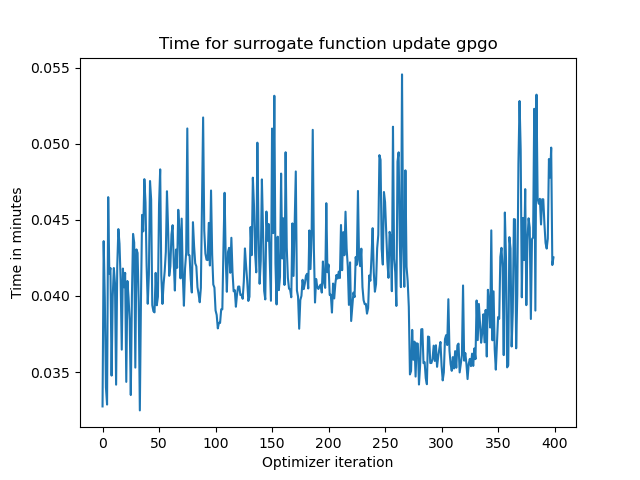 Time for surrogate function update gpgo
0.055
0.050
0.045
0.040
0.035
Time in minutes
0 50 100 150 200 250 300 350 400
Optimizer iteration